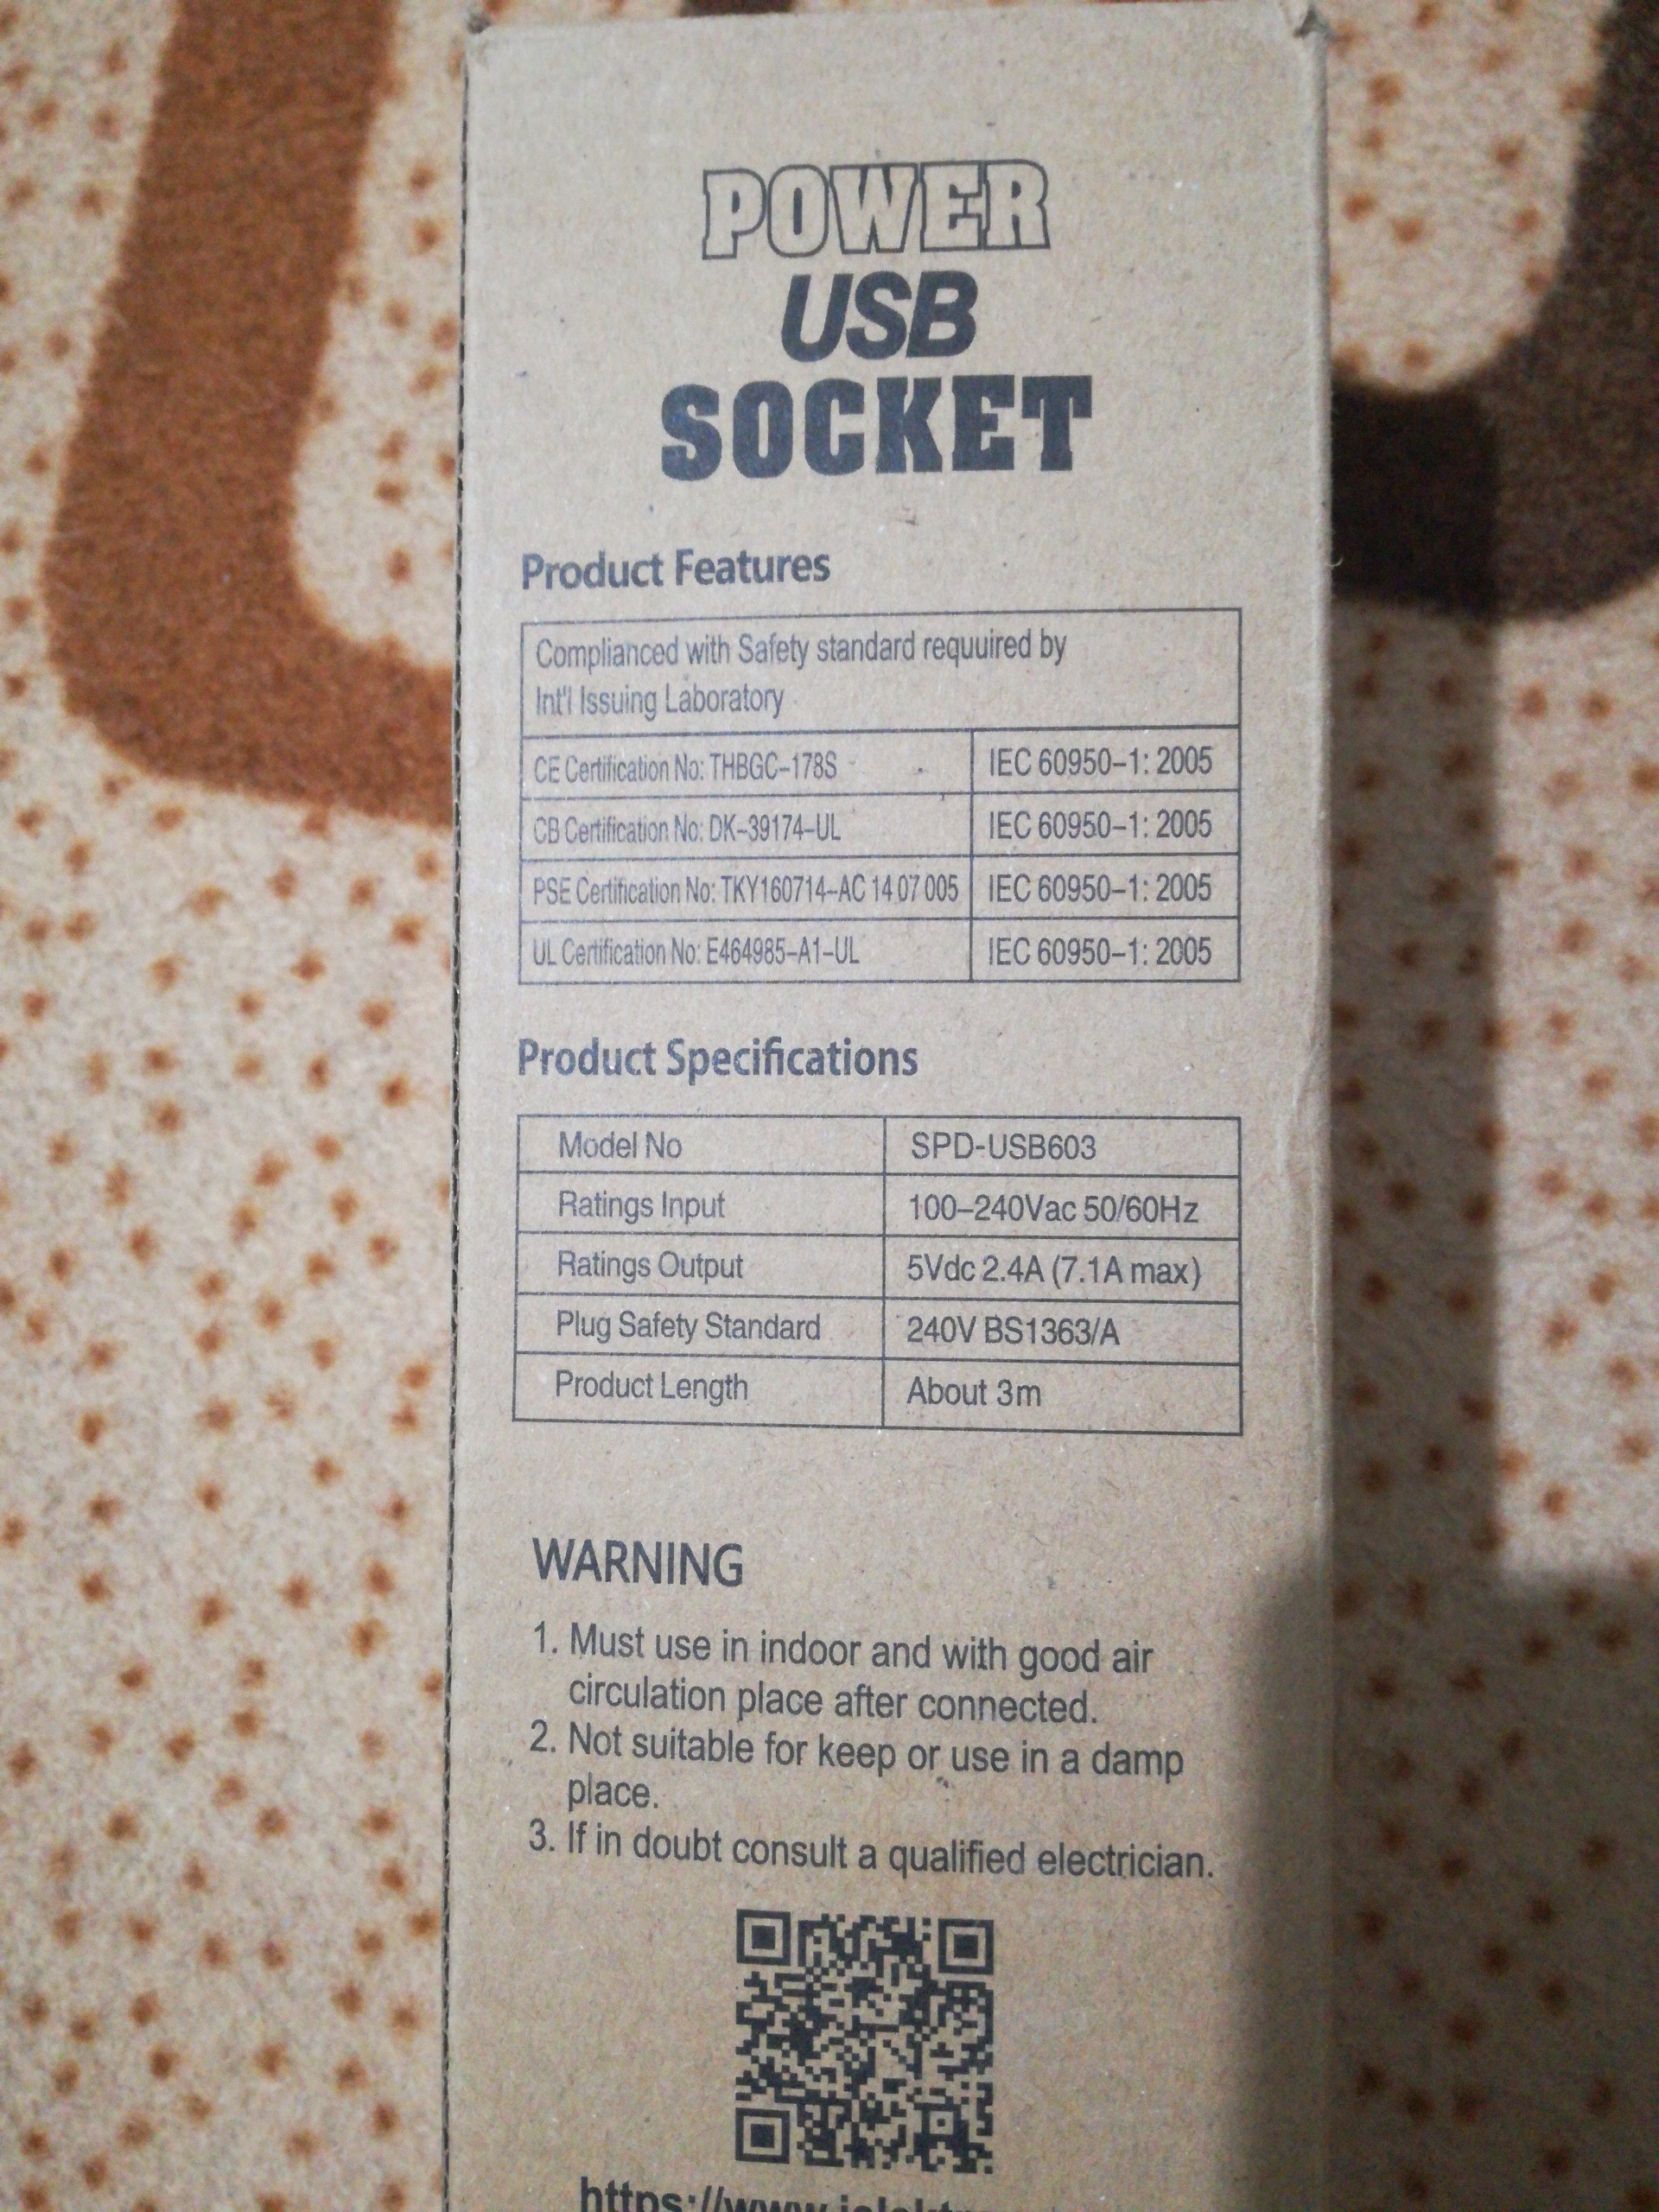 POWER
USB
SOCKET
Product Features
Complianced with Safety standard requuired by
Int'l Issuing Laboratory
CE Certification No: THBGC-178S IEC 60950-1: 2005
CB Certification No: DK-39174-UL IEC 60950-1: 2005
PSE Certification No: TKY160714-AC 14 07 005 IEC 60950-1: 2005
UL Certification No: E464985-A1-UL IEC 60950-1: 2005
Product Specifications
Model No SPD-USB603
Ratings Input 100-240Vac 50/60Hz
Ratings Output 5Vdc 2.4A (7.1A max)
Plug Safety Standard 240V BS1363/A
Product Length About 3m
WARNING
1. Must use in indoor and with good air
circulation place after connected.
2. Not suitable for keep or use in a damp
place.
3. If in doubt consult a qualified electrician.